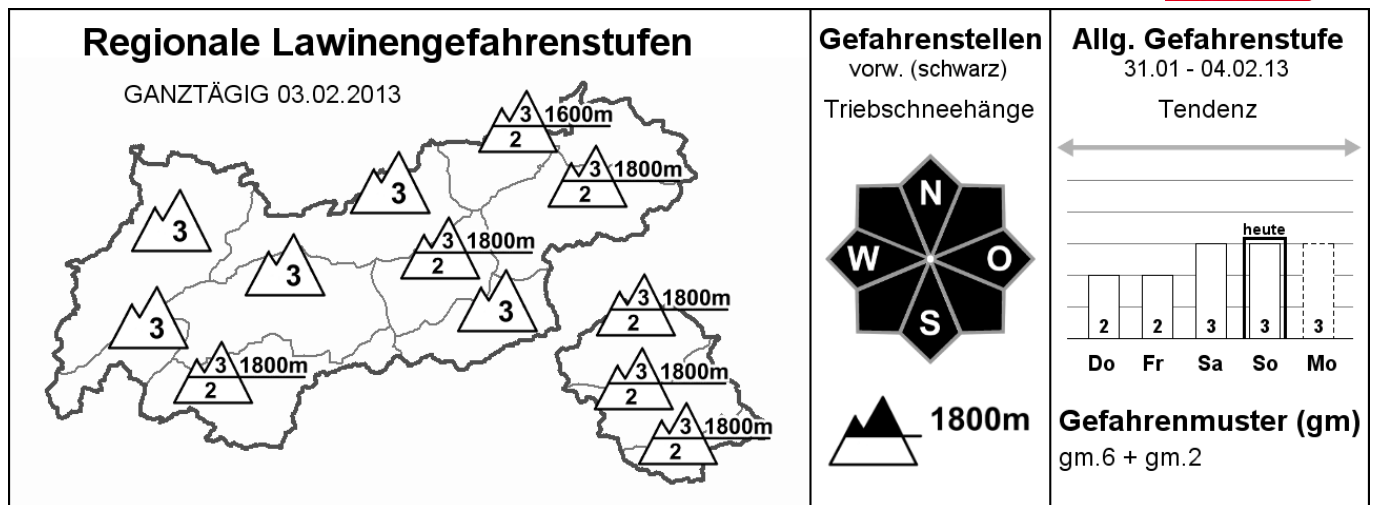 Regionale Lawinengefahrenstufen
GANZTÄGIG 03.02.2013
3 1600m
2
3 1800m
2
3
3
3 1800m
2
3
3
3
3 1800m
2
3 1800m
2
3 1800m
2
3 1800m
2
Gefahrenstellen
vorw. (schwarz)
Triebschneehänge
N
W O
S
1800m
Allg. Gefahrenstufe
31.01 - 04.02.13
Tendenz
heute
2 2 3 3 3
Do Fr Sa So Mo
Gefahrenmuster (gm)
gm.6 + gm.2